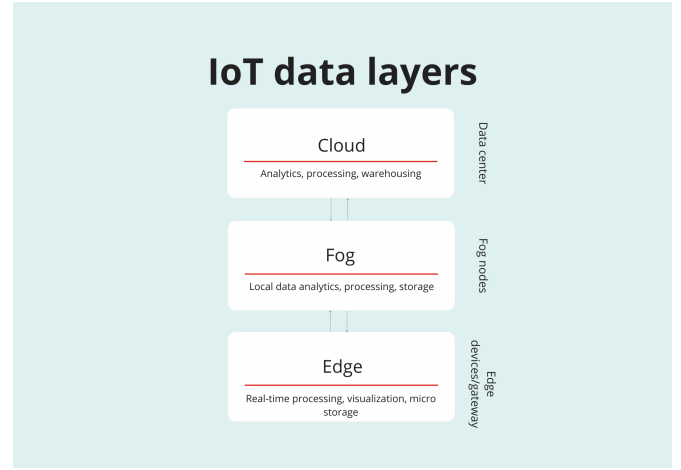 IoT data layers
Cloud
Analytics, processing, warehousing
Data center
Fog
Local data analytics, processing, storage
Fog nodes
Edge
Real-time processing, visualization, micro
storage
Edge
devices/gateway